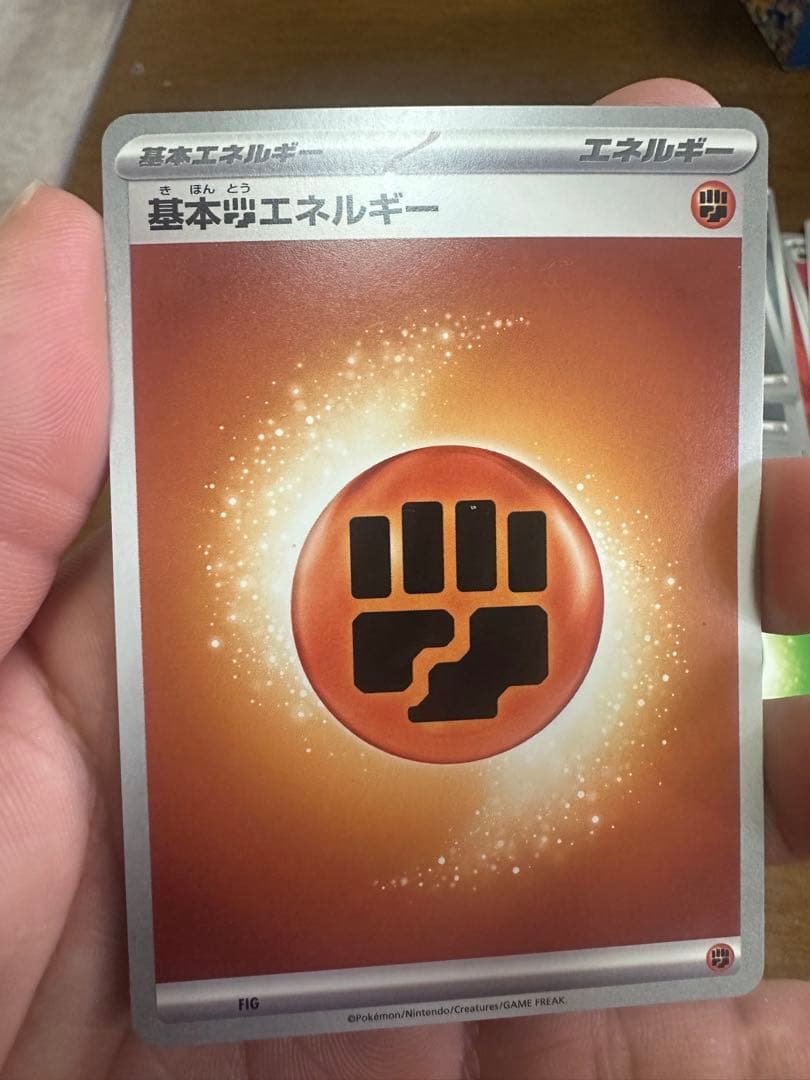 基本エネルギー
エネルギー
き ほん とう
基本エネルギー
FIG
©Pokémon/Nintendo/Creatures/GAME FREAK.